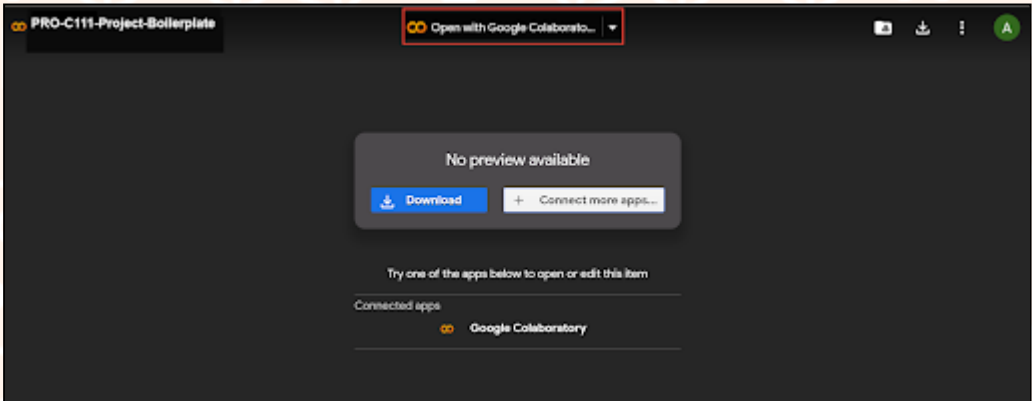 PRO-C111-Project-Boilerplate
Open with Google Colaborato...
A
No preview available
Download
+ Connect more apps...
Try one of the apps below to open or edit this item
Connected apps
Google Colaboratory